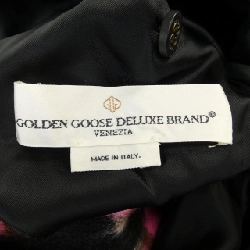 GOLDEN GOOSE DELUXE BRAND®
VENEZIA
MADE IN ITALY.